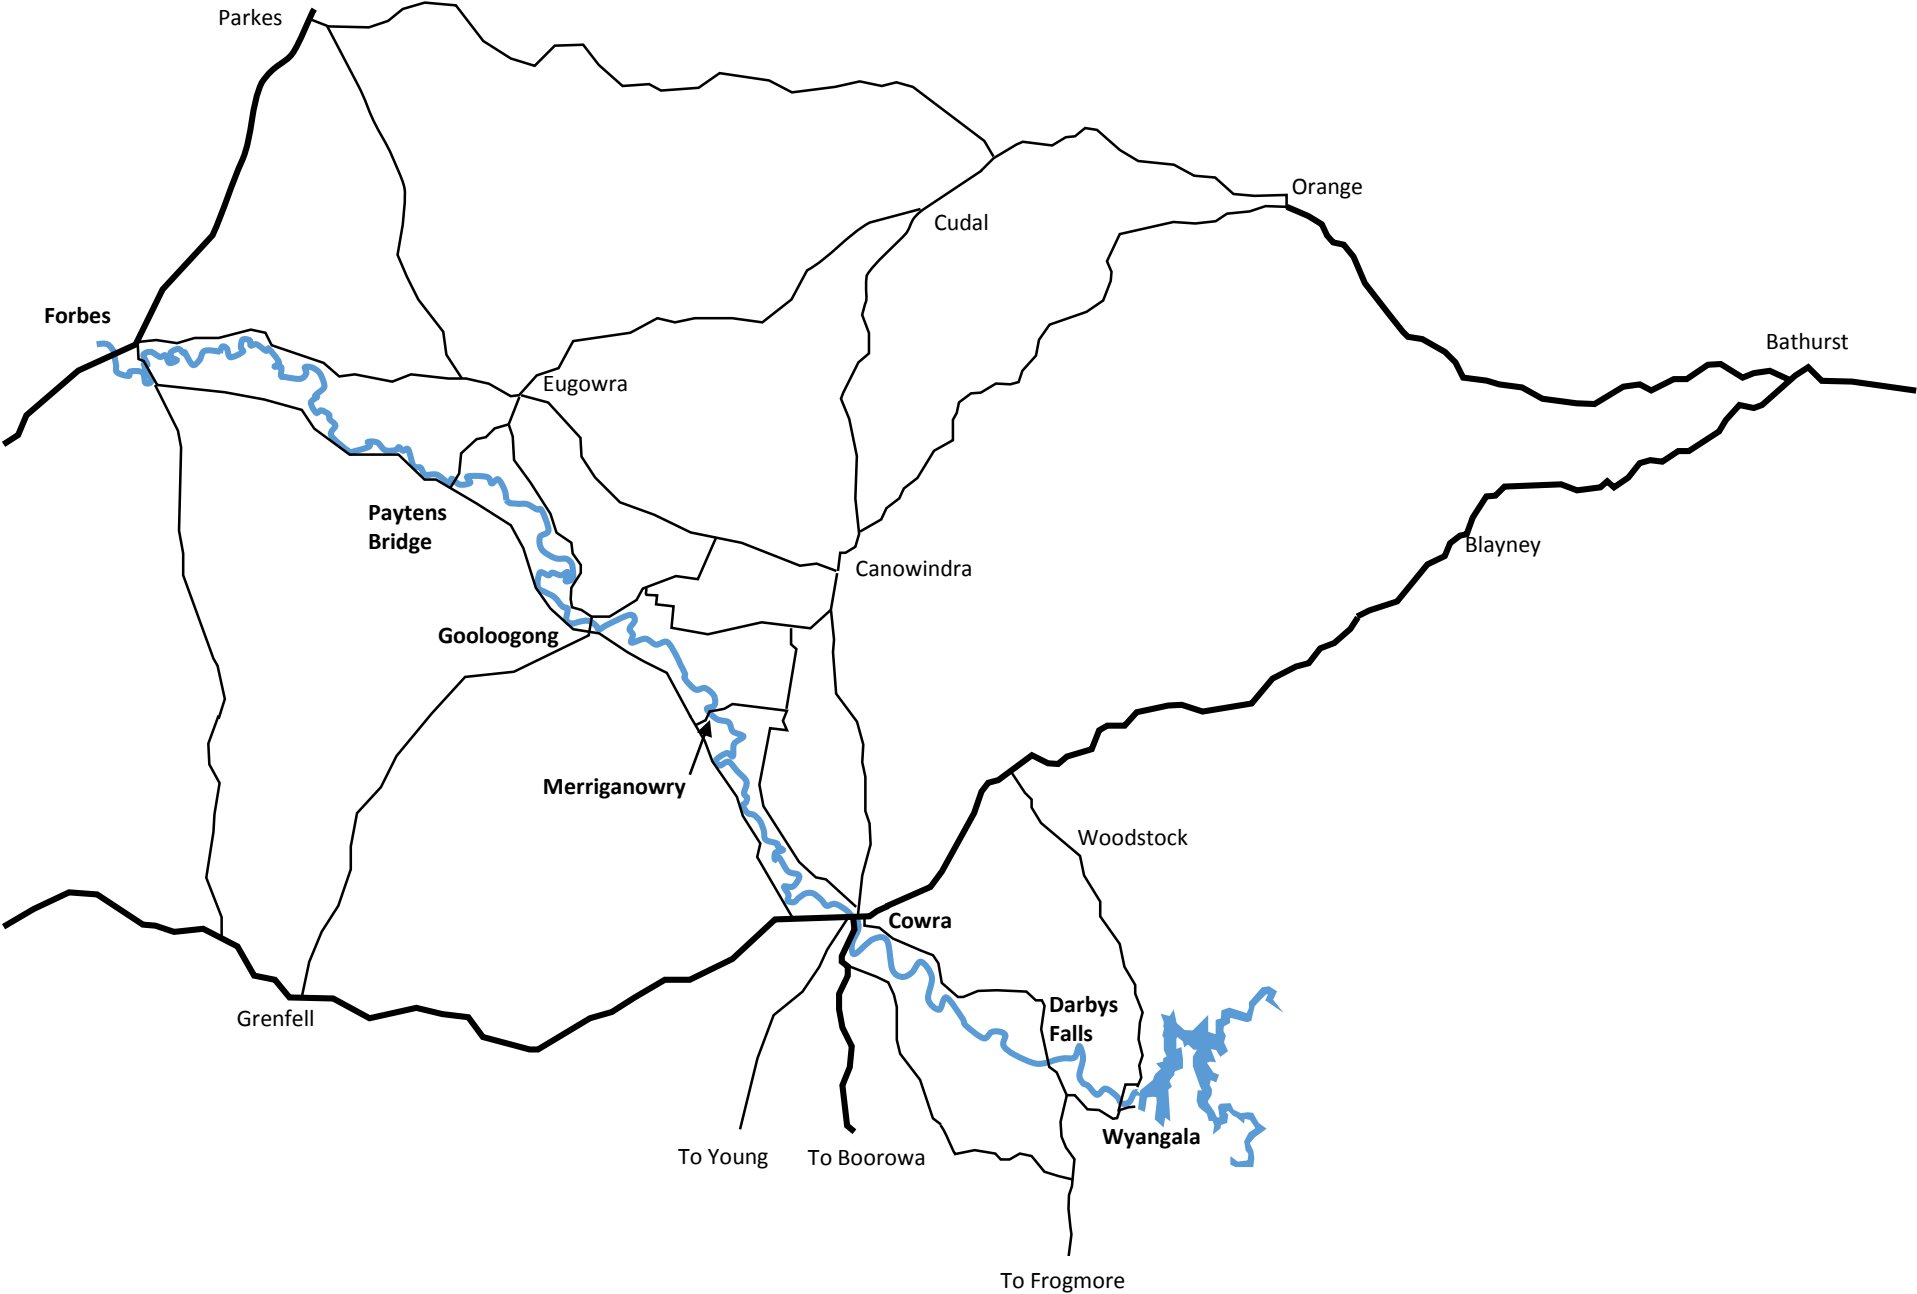 Parkes
Orange
Cudal
Forbes
Bathurst
Eugowra
Paytens
Bridge
Blayney
Canowindra
Gooloogong
Merriganowry
Woodstock
Cowra
Darbys
Falls
Grenfell
Wyangala
To Young
To Boorowa
To Frogmore